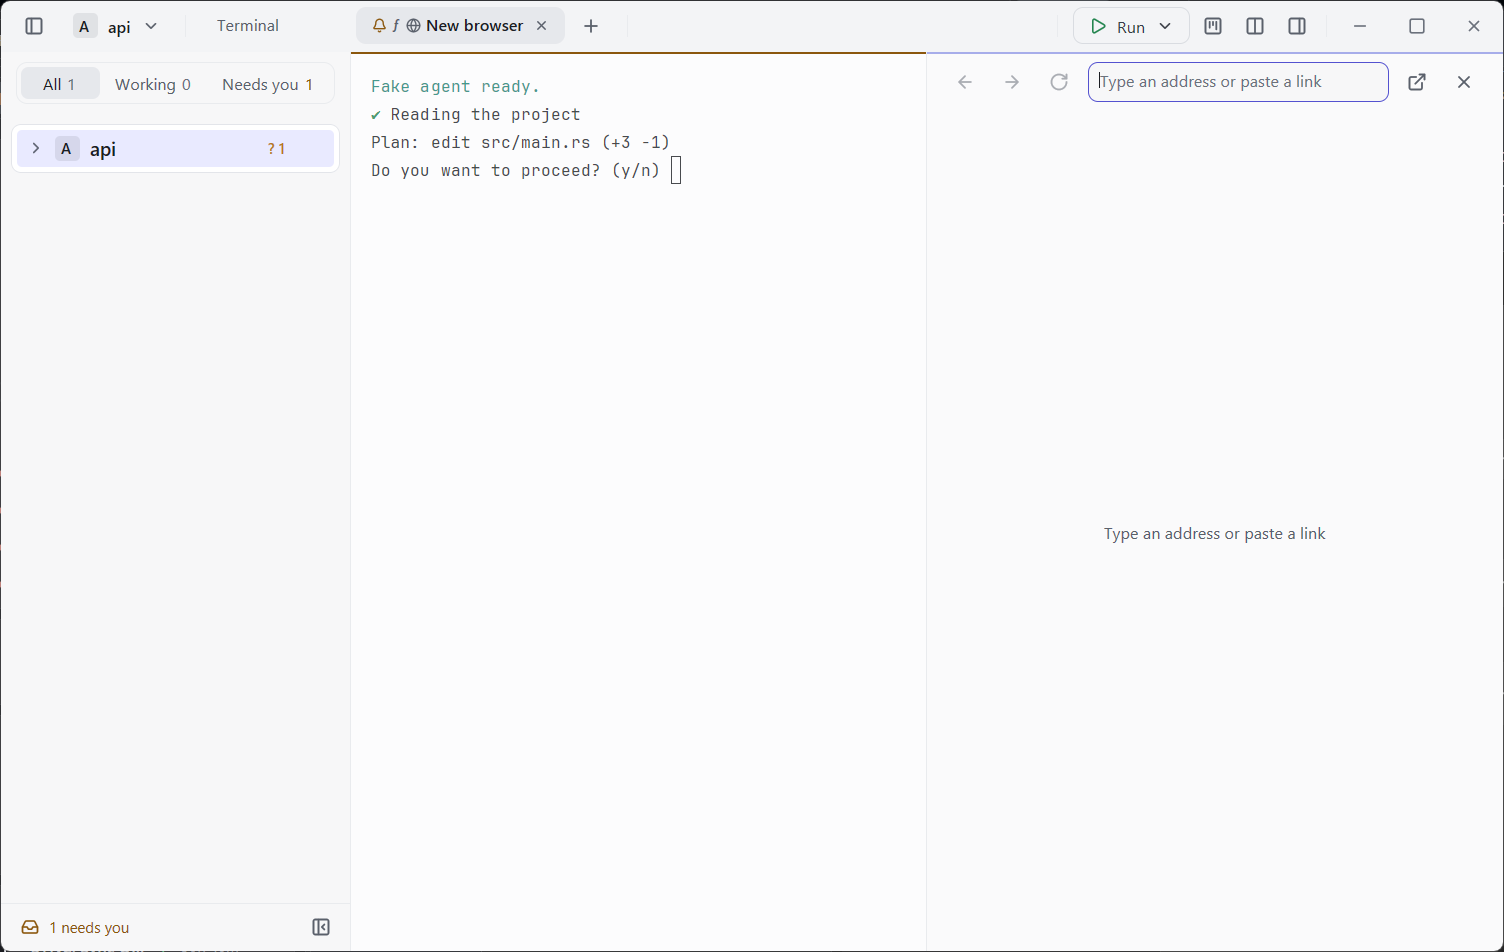 A api
Terminal
ƒ New browser
Run
All 1
Working 0
Needs you 1
A api ? 1
Fake agent ready.
✔ Reading the project
Plan: edit src/main.rs (+3 -1)
Do you want to proceed? (y/n)
Type an address or paste a link
Type an address or paste a link
1 needs you